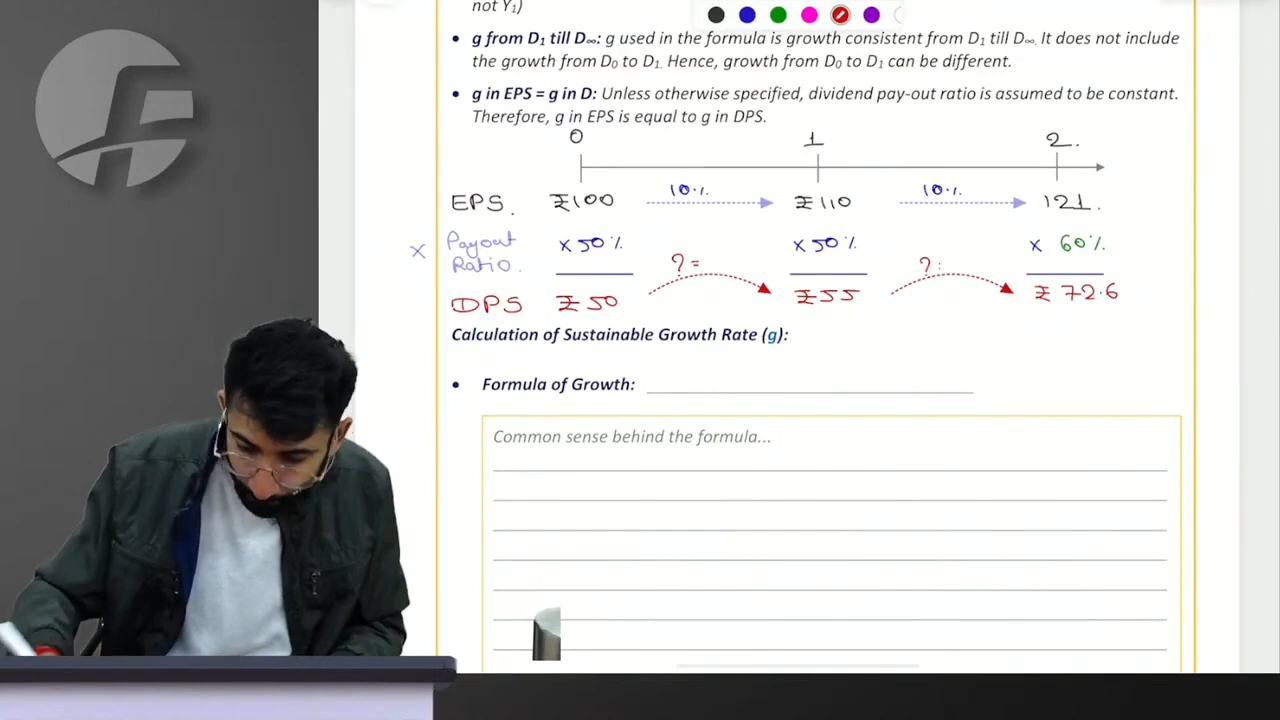 not Y₁)
• g from D₁ till D∞: g used in the formula is growth consistent from D₁ till D∞. It does not include
the growth from D₀ to D₁. Hence, growth from D₀ to D₁ can be different.
• g in EPS = g in D: Unless otherwise specified, dividend pay-out ratio is assumed to be constant.
Therefore, g in EPS is equal to g in DPS.
0 1 2.
10.% 10.%
EPS. ₹100 ₹110 121.
x Payout Ratio. x 50% x 50% x 60%
?= ?:
DPS ₹50 ₹55 ₹72.6
Calculation of Sustainable Growth Rate (g):
• Formula of Growth:
Common sense behind the formula...